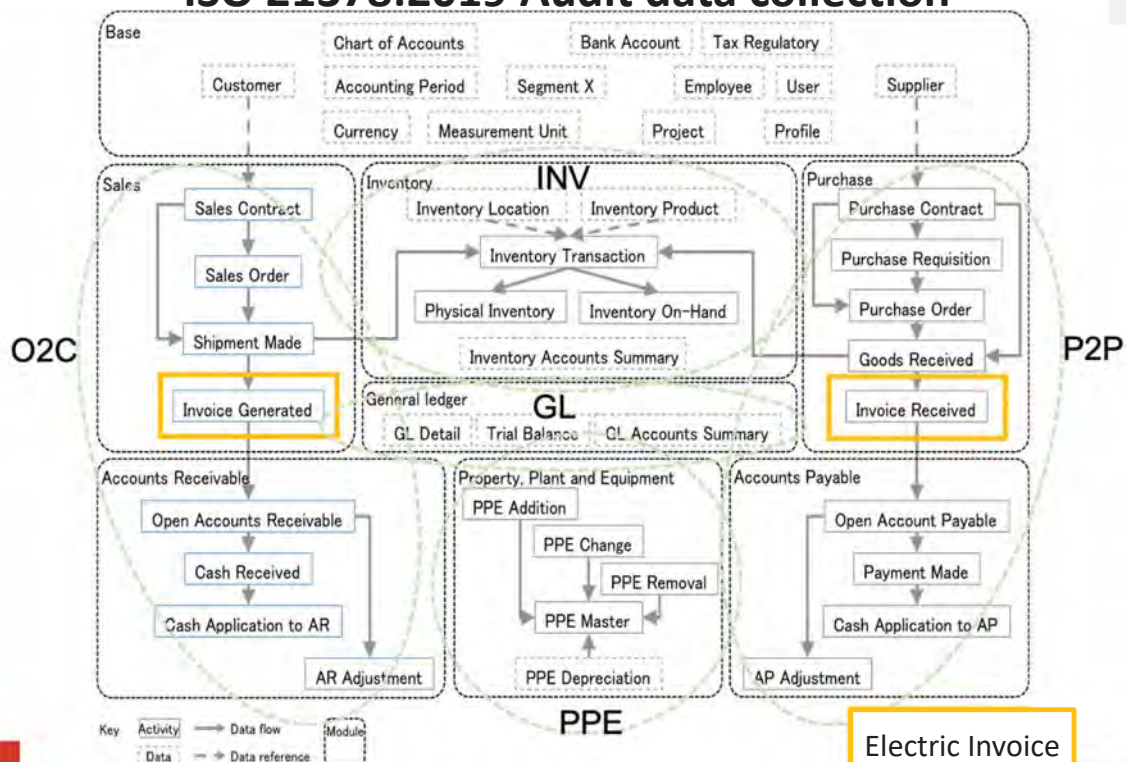 ISO 21378:2019 Audit data collection
Base
Chart of Accounts
Bank Account
Tax Regulatory
Customer
Accounting Period
Segment X
Employee
User
Supplier
Currency
Measurement Unit
Project
Profile
Sales
Sales Contract
Sales Order
Shipment Made
Invoice Generated
O2C
Inventory
INV
Inventory Location
Inventory Product
Inventory Transaction
Physical Inventory
Inventory On-Hand
Inventory Accounts Summary
General ledger
GL
GL Detail
Trial Balance
GL Accounts Summary
Purchase
Purchase Contract
Purchase Requisition
Purchase Order
Goods Received
Invoice Received
P2P
Accounts Receivable
Open Accounts Receivable
Cash Received
Cash Application to AR
AR Adjustment
Property, Plant and Equipment
PPE Addition
PPE Change
PPE Removal
PPE Master
PPE Depreciation
PPE
Accounts Payable
Open Account Payable
Payment Made
Cash Application to AP
AP Adjustment
Key
Activity
Data flow
Module
Data
Data reference
Electric Invoice